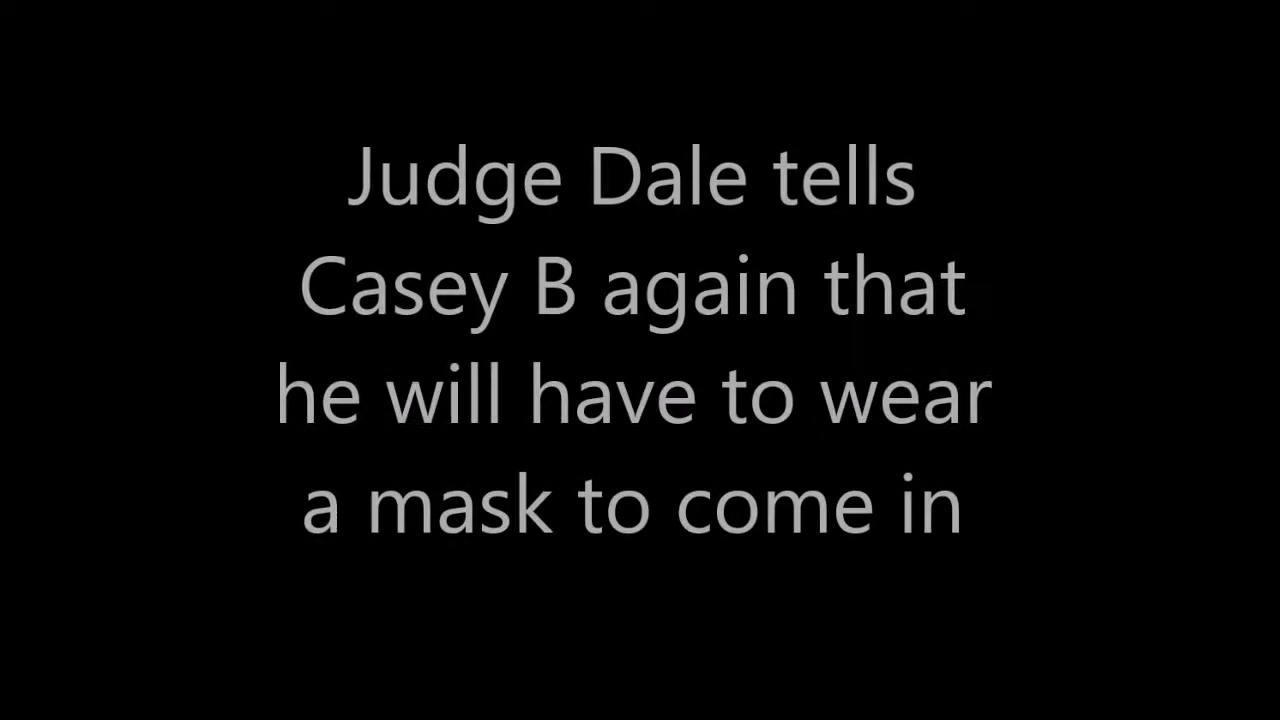 Judge Dale tells
Casey B again that
he will have to wear
a mask to come in